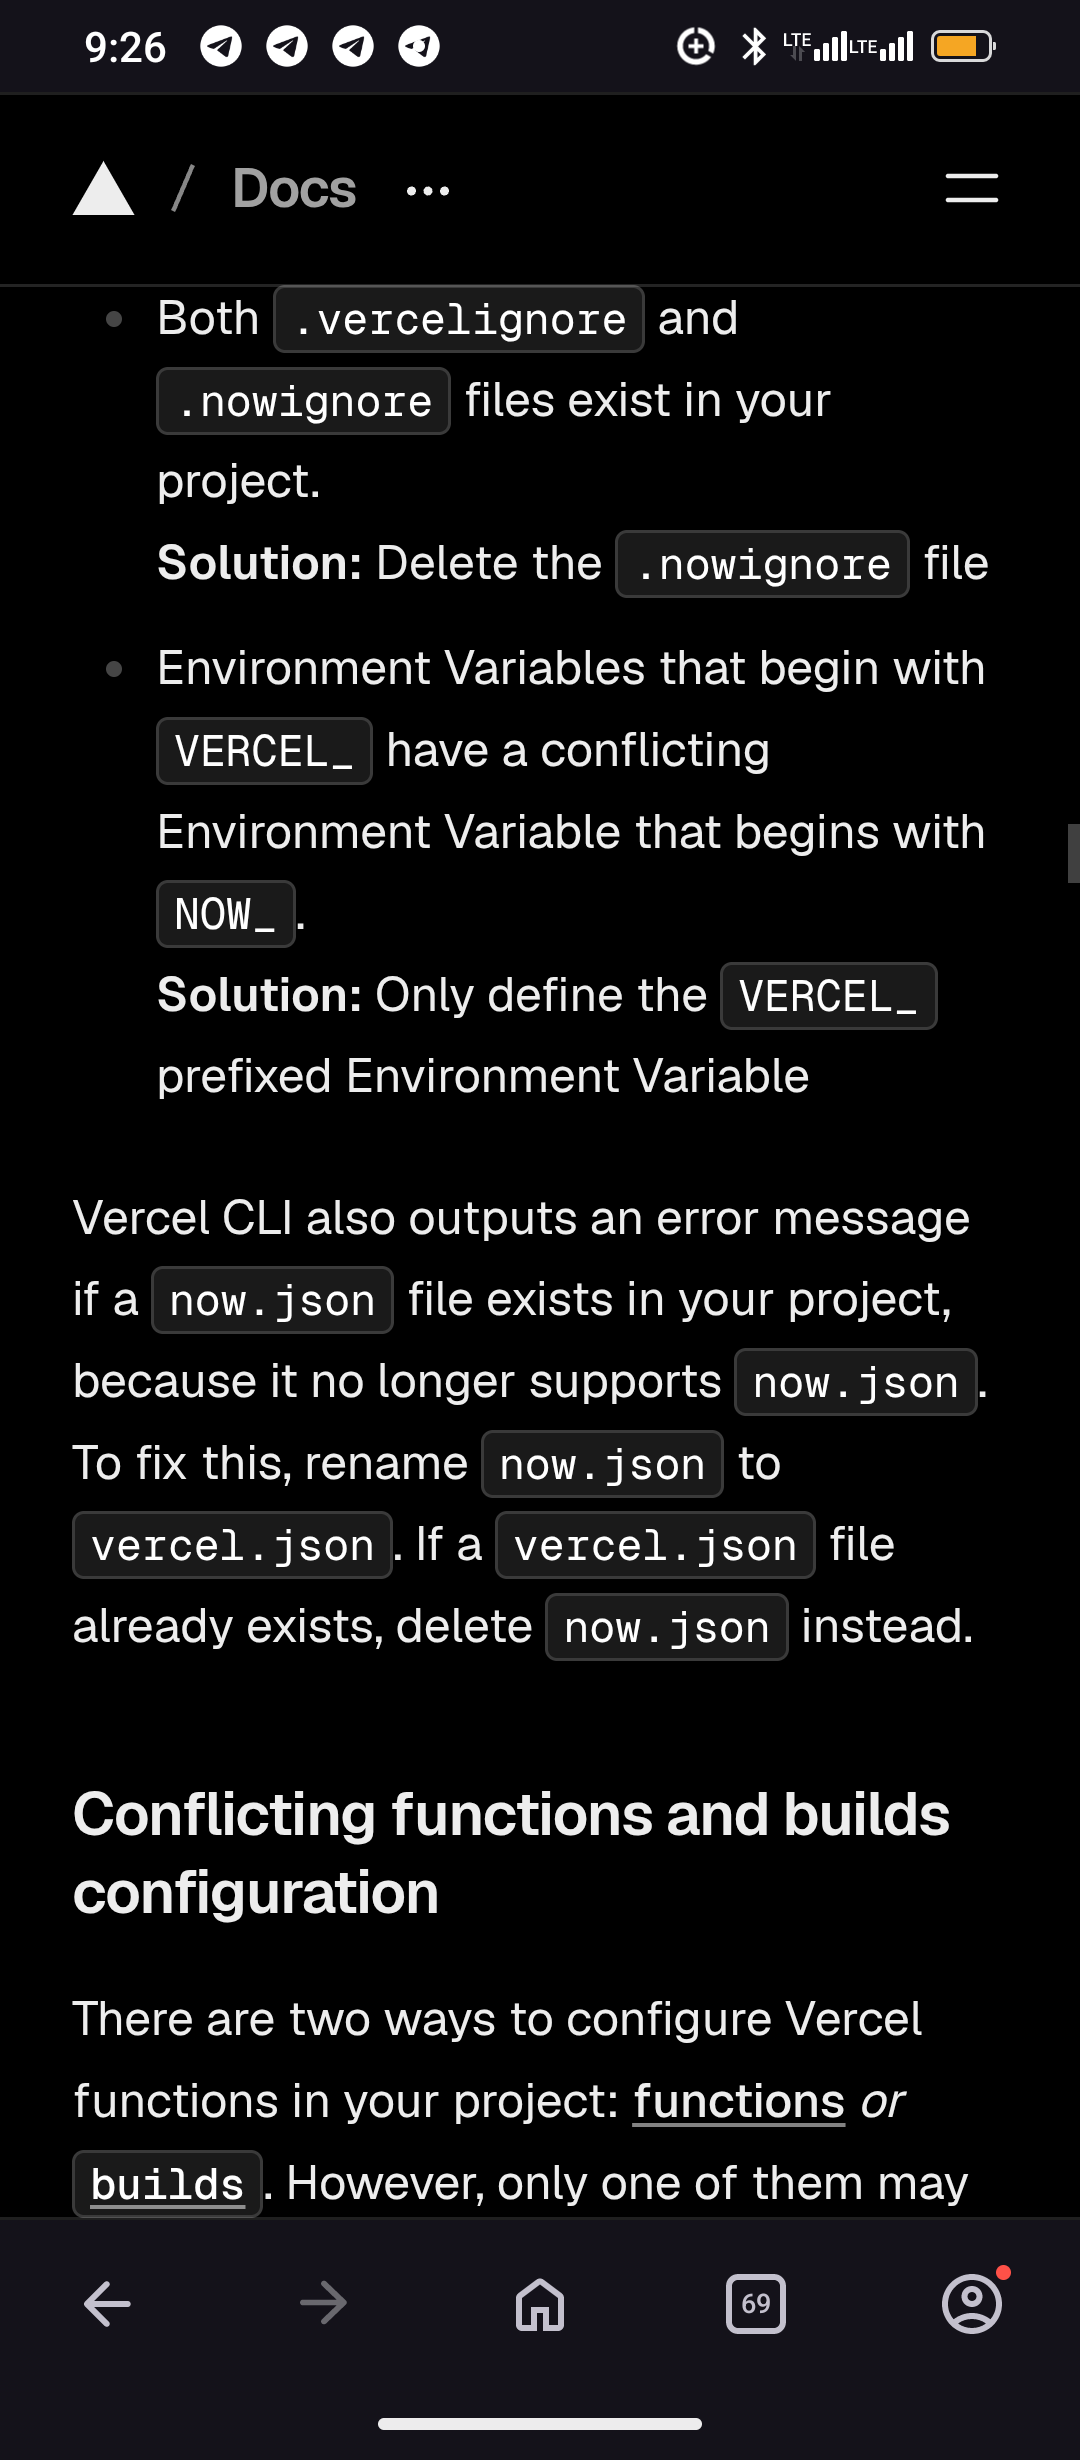 9:26
LTE
LTE
/ Docs ...
Both .vercelignore and
.nowignore files exist in your
project.
Solution: Delete the .nowignore file
Environment Variables that begin with
VERCEL_ have a conflicting
Environment Variable that begins with
NOW_.
Solution: Only define the VERCEL_
prefixed Environment Variable
Vercel CLI also outputs an error message
if a now.json file exists in your project,
because it no longer supports now.json.
To fix this, rename now.json to
vercel.json. If a vercel.json file
already exists, delete now.json instead.
Conflicting functions and builds
configuration
There are two ways to configure Vercel
functions in your project: functions or
builds. However, only one of them may
69